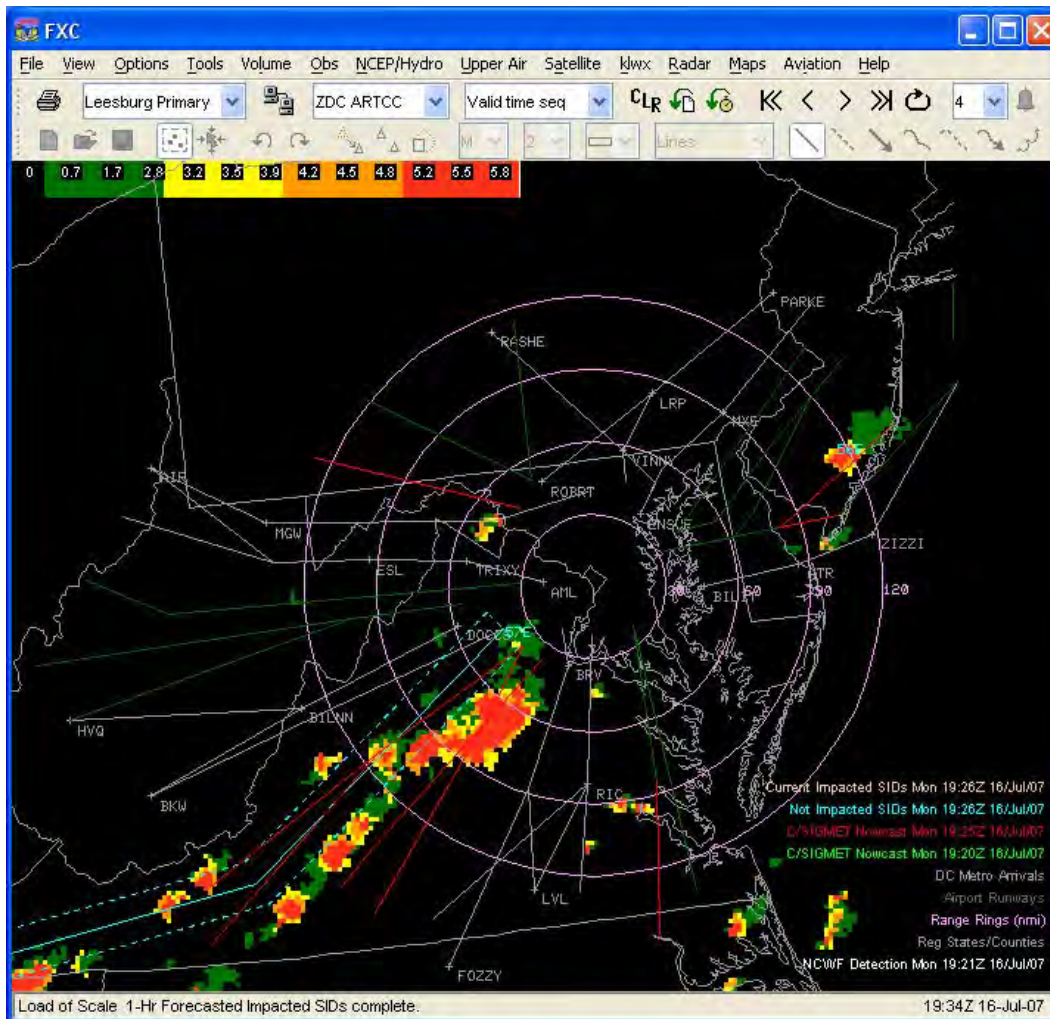 FXC
File View Options Tools Volume Obs NCEP/Hydro Upper Air Satellite klwx Radar Maps Aviation Help
Leesburg Primary ZDC ARTCC Valid time seq CLR 4
M 2 Lines
0 0.7 1.7 2.8 3.2 3.5 3.9 4.2 4.5 4.8 5.2 5.5 5.8
PARKE
RASHE
LRP
MXE
VINNY
AIR
ROBRT
MGW
ZIZZI
ESL TRIXY
AML 30 60 90 120
BRV
BILNN
HVQ
BKW
RIC
Current Impacted SIDs Mon 19:26Z 16/Jul/07
Not Impacted SIDs Mon 19:26Z 16/Jul/07
C/SIGMET Nowcast Mon 19:25Z 16/Jul/07
C/SIGMET Nowcast Mon 19:20Z 16/Jul/07
DC Metro Arrivals
LVL
Airport Runways
Range Rings (nmi)
Reg States/Counties
FOZZY
NCWF Detection Mon 19:21Z 16/Jul/07
Load of Scale 1-Hr Forecasted Impacted SIDs complete. 19:34Z 16-Jul-07